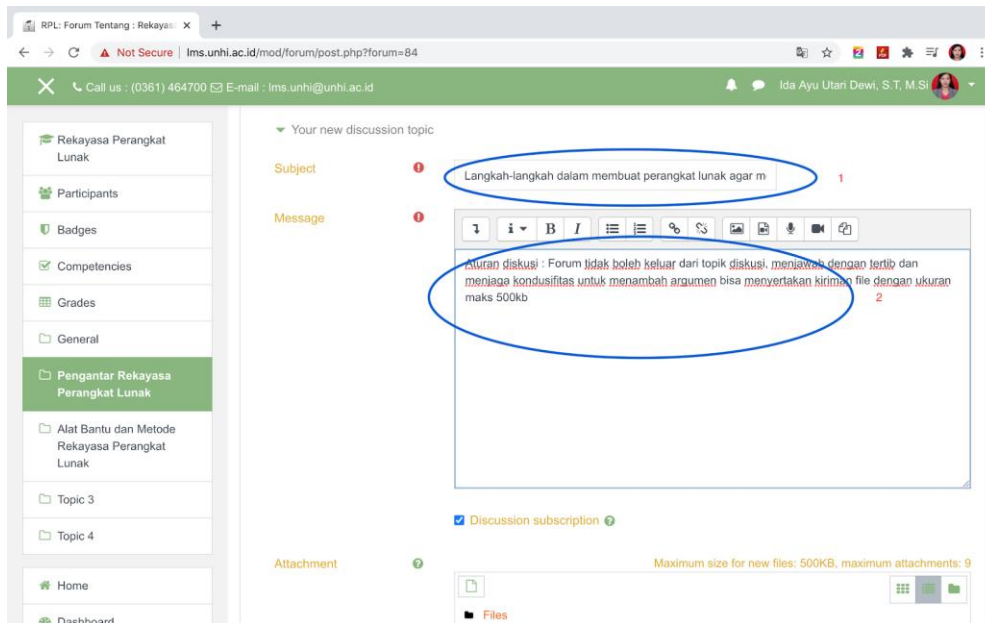 RPL: Forum Tentang : Rekayas
Not Secure | lms.unhi.ac.id/mod/forum/post.php?forum=84
Call us : (0361) 464700 E-mail : lms.unhi@unhi.ac.id
Ida Ayu Utari Dewi, S.T, M.Si
Rekayasa Perangkat
Lunak
Participants
Badges
Competencies
Grades
General
Pengantar Rekayasa
Perangkat Lunak
Alat Bantu dan Metode
Rekayasa Perangkat
Lunak
Topic 3
Topic 4
Home
Dashboard
Your new discussion topic
Subject
Langkah-langkah dalam membuat perangkat lunak agar m
1
Message
i B I
Aturan diskusi : Forum tidak boleh keluar dari topik diskusi, menjawab dengan tertib dan
menjaga kondusifitas untuk menambah argumen bisa menyertakan kiriman file dengan ukuran
maks 500kb
2
Discussion subscription
Attachment
Maximum size for new files: 500KB, maximum attachments: 9
Files